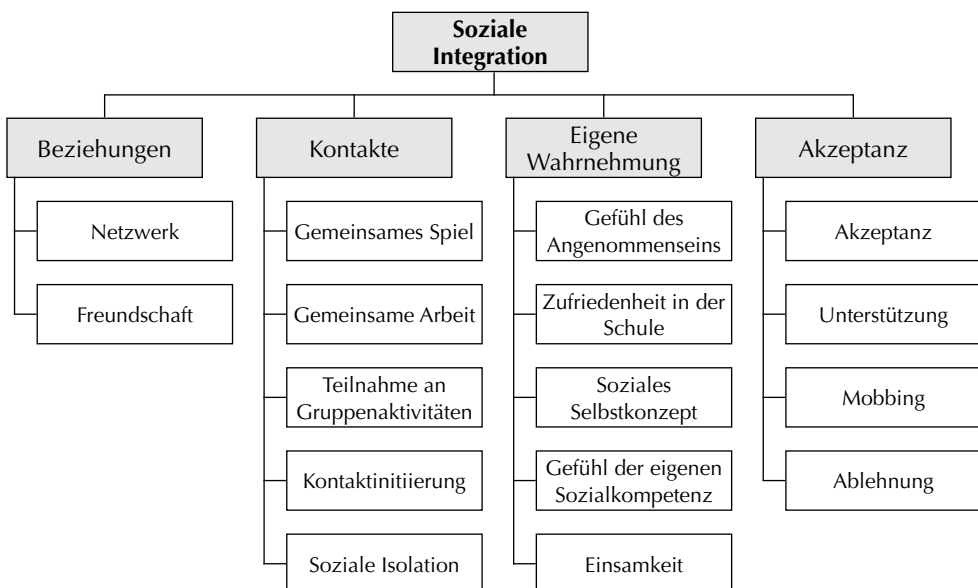 Soziale
Integration
Beziehungen
Netzwerk
Freundschaft
Kontakte
Gemeinsames Spiel
Gemeinsame Arbeit
Teilnahme an
Gruppenaktivitäten
Kontaktinitiierung
Soziale Isolation
Eigene
Wahrnehmung
Gefühl des
Angenommenseins
Zufriedenheit in der
Schule
Soziales
Selbstkonzept
Gefühl der eigenen
Sozialkompetenz
Einsamkeit
Akzeptanz
Akzeptanz
Unterstützung
Mobbing
Ablehnung